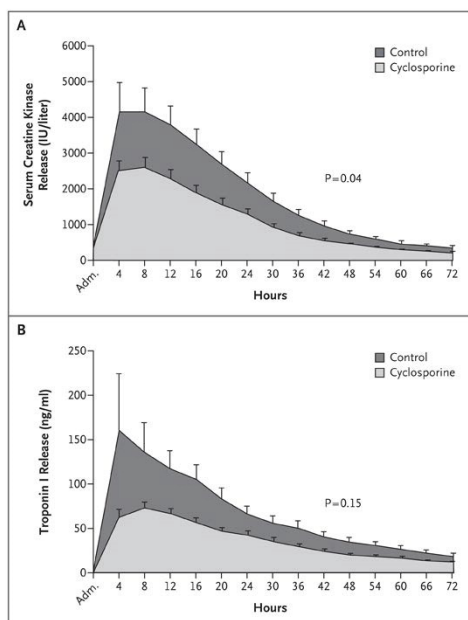 A
6000
5000
4000
3000
2000
1000
0
Serum Creatine Kinase
Release (IU/liter)
Control
Cyclosporine
P=0.04
Adm. 4 8 12 16 20 24 30 36 42 48 54 60 66 72
Hours
B
250
200
150
100
50
0
Troponin I Release (ng/ml)
Control
Cyclosporine
P=0.15
Adm. 4 8 12 16 20 24 30 36 42 48 54 60 66 72
Hours